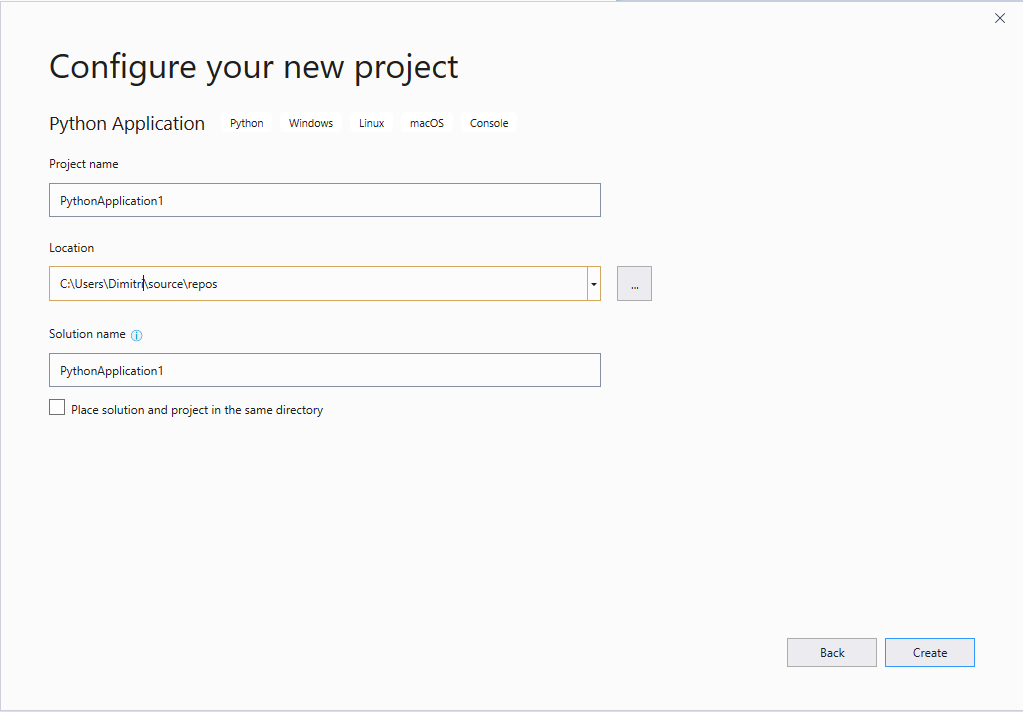 Configure your new project
Python Application Python Windows Linux macOS Console
Project name
PythonApplication1
Location
C:\Users\Dimitri\source\repos
...
Solution name
PythonApplication1
Place solution and project in the same directory
Back Create